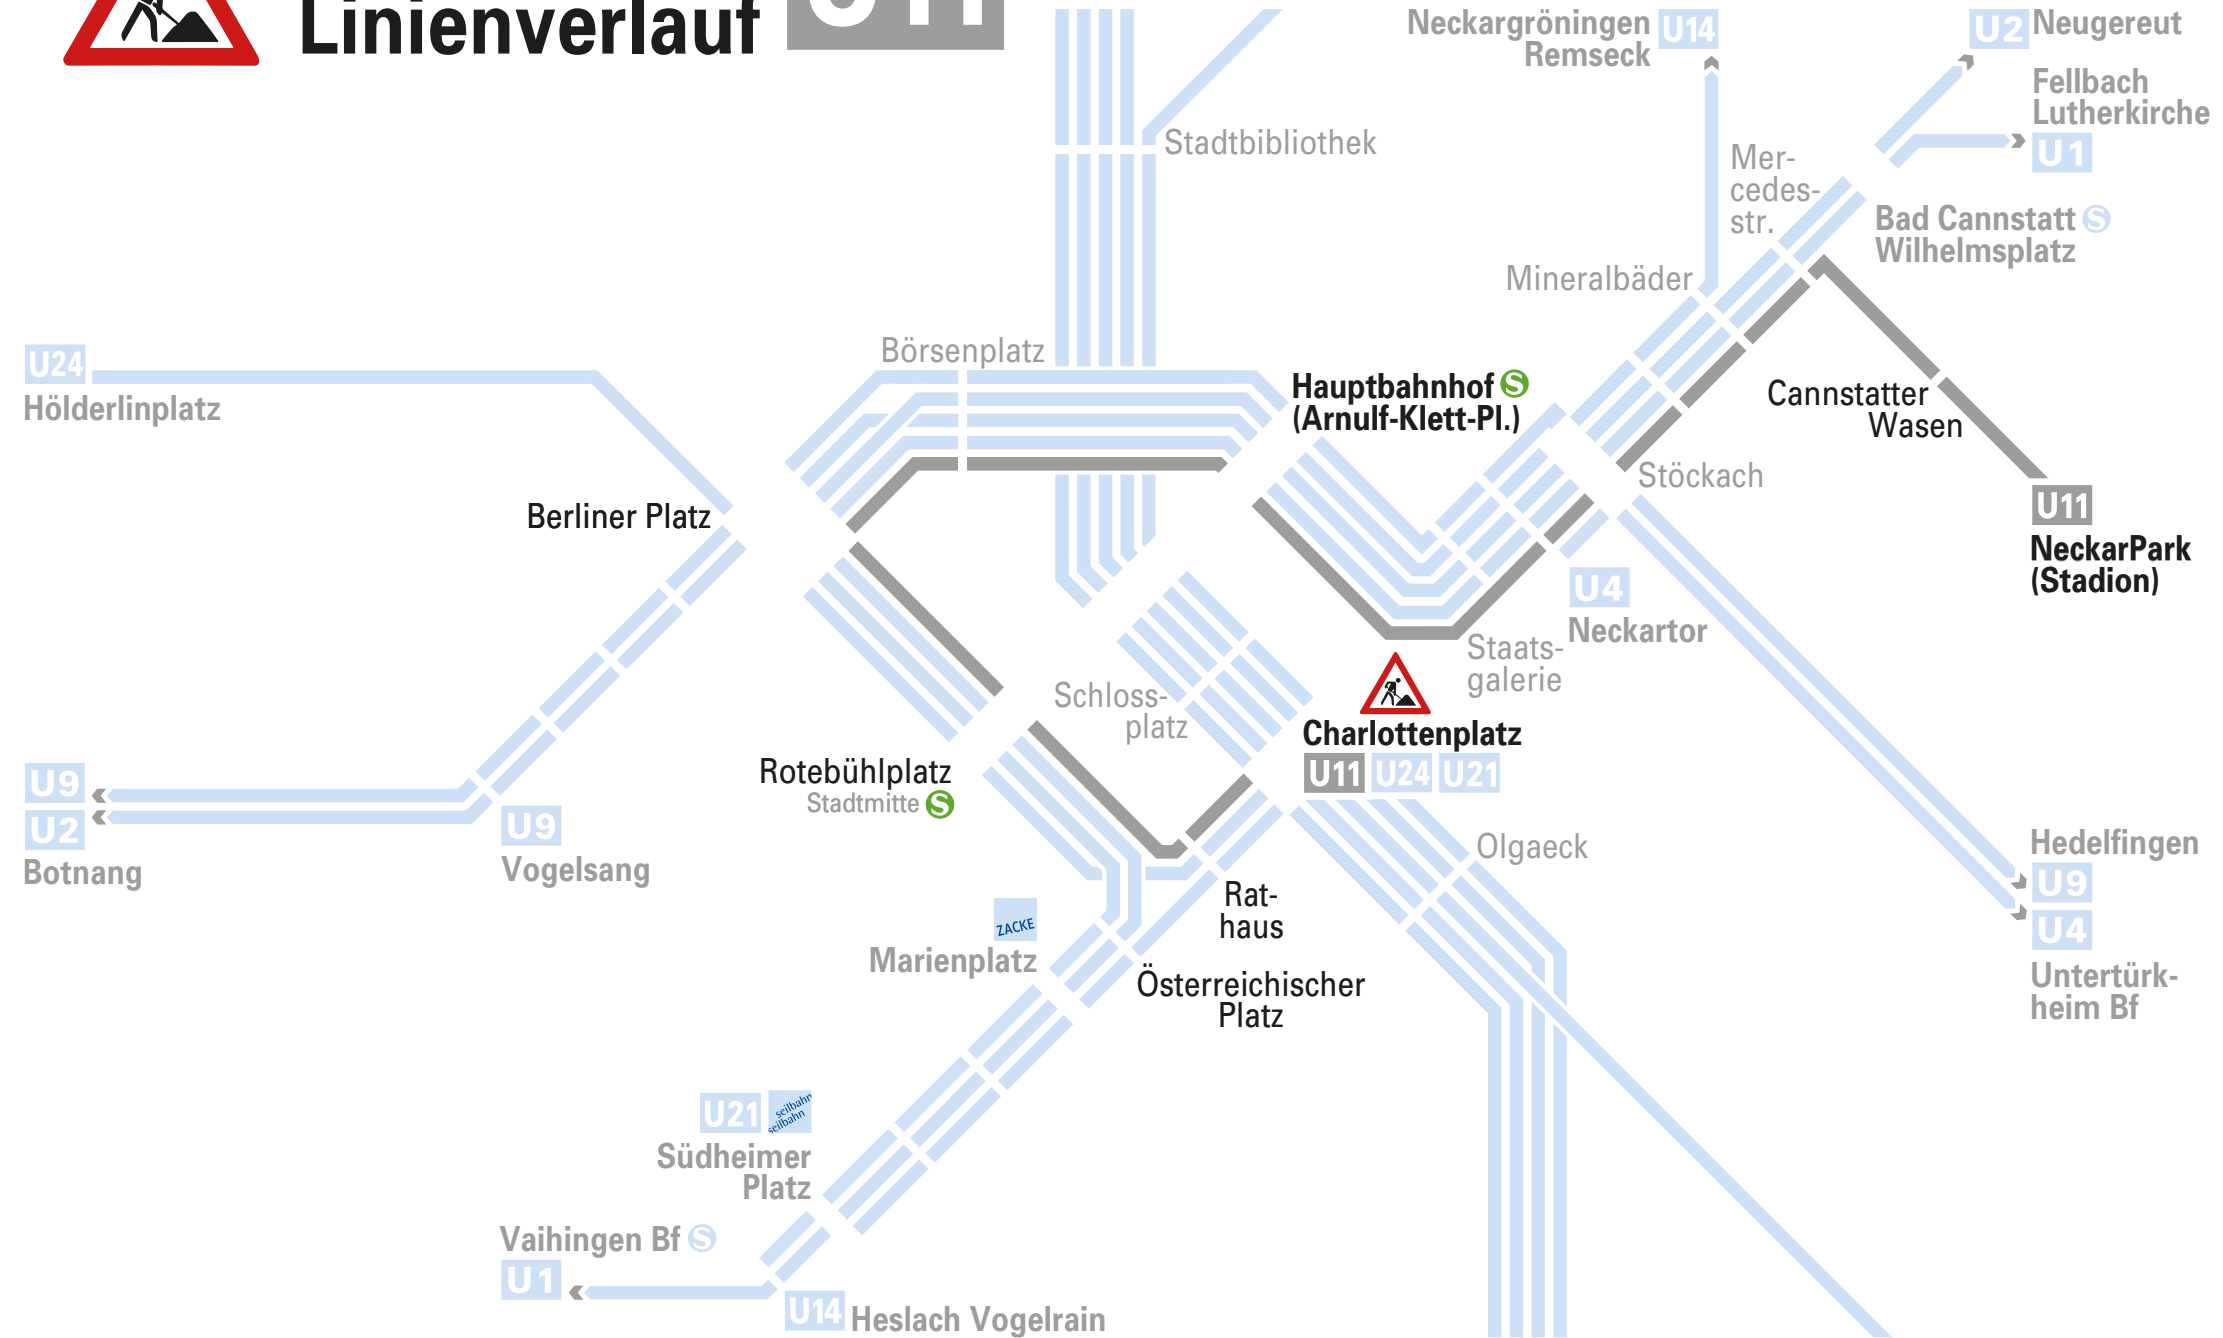 Linienverlauf U11
Neckargröningen
Remseck
U14
U2 Neugereut
Fellbach
Lutherkirche
U1
Stadtbibliothek
Mer-
cedes-
str.
Bad Cannstatt S
Wilhelmsplatz
Mineralbäder
Börsenplatz
U24
Hölderlinplatz
Hauptbahnhof S
(Arnulf-Klett-Pl.)
Cannstatter
Wasen
Stöckach
Berliner Platz
U11
NeckarPark
(Stadion)
U4
Neckartor
Staats-
galerie
Schloss-
platz
Charlottenplatz
U11 U24 U21
Rotebühlplatz
Stadtmitte S
U9
U2
Botnang
U9
Vogelsang
Olgaeck
Hedelfingen
U9
U4
Untertürk-
heim Bf
Rat-
haus
ZACKE
Marienplatz
Österreichischer
Platz
U21
seilbahn
seilbahn
Südheimer
Platz
Vaihingen Bf S
U1
U14 Heslach Vogelrain